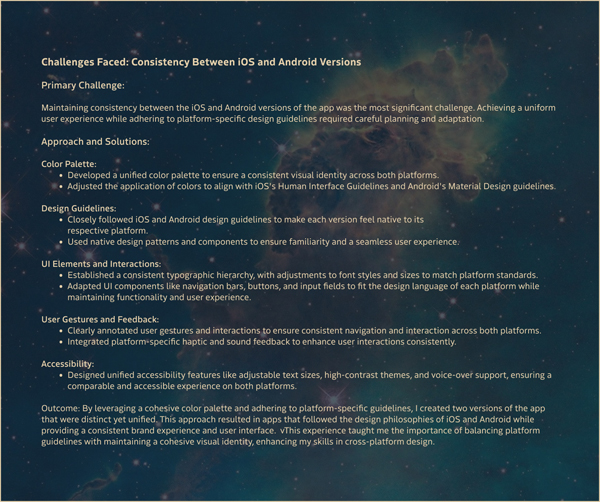 Challenges Faced: Consistency Between iOS and Android Versions
Primary Challenge:
Maintaining consistency between the iOS and Android versions of the app was the most significant challenge. Achieving a uniform
user experience while adhering to platform-specific design guidelines required careful planning and adaptation.
Approach and Solutions:
Color Palette:
• Developed a unified color palette to ensure a consistent visual identity across both platforms.
• Adjusted the application of colors to align with iOS's Human Interface Guidelines and Android's Material Design guidelines.
Design Guidelines:
• Closely followed iOS and Android design guidelines to make each version feel native to its
respective platform.
• Used native design patterns and components to ensure familiarity and a seamless user experience.
UI Elements and Interactions:
• Established a consistent typographic hierarchy, with adjustments to font styles and sizes to match platform standards.
• Adapted UI components like navigation bars, buttons, and input fields to fit the design language of each platform while
maintaining functionality and user experience.
User Gestures and Feedback:
• Clearly annotated user gestures and interactions to ensure consistent navigation and interaction across both platforms.
• Integrated platform-specific haptic and sound feedback to enhance user interactions consistently.
Accessibility:
• Designed unified accessibility features like adjustable text sizes, high-contrast themes, and voice-over support, ensuring a
comparable and accessible experience on both platforms.
Outcome: By leveraging a cohesive color palette and adhering to platform-specific guidelines, I created two versions of the app
that were distinct yet unified. This approach resulted in apps that followed the design philosophies of iOS and Android while
providing a consistent brand experience and user interface. vThis experience taught me the importance of balancing platform
guidelines with maintaining a cohesive visual identity, enhancing my skills in cross-platform design.